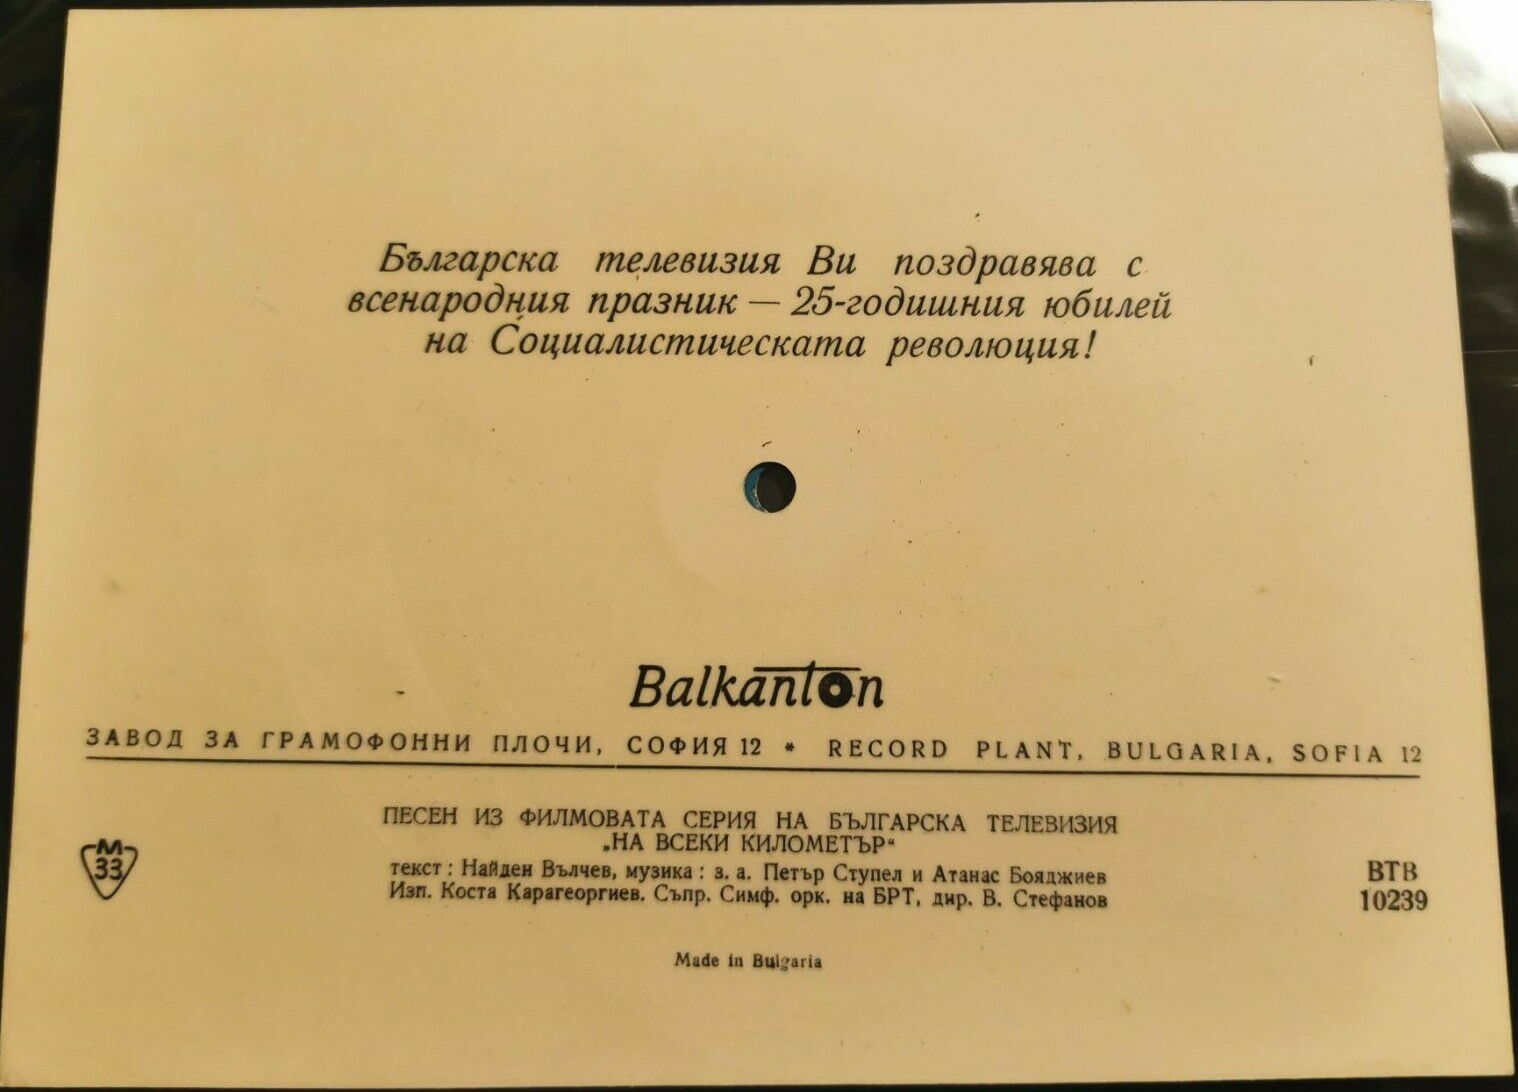 Българска телевизия Ви поздравява с
всенародния празник — 25-годишния юбилей
на Социалистическата революция!
Balkanton
ЗАВОД ЗА ГРАМОФОННИ ПЛОЧИ, СОФИЯ 12 * RECORD PLANT, BULGARIA, SOFIA 12
ПЕСЕН ИЗ ФИЛМОВАТА СЕРИЯ НА БЪЛГАРСКА ТЕЛЕВИЗИЯ
„НА ВСЕКИ КИЛОМЕТЪР“
текст : Найден Вълчев, музика : з. а. Петър Ступел и Атанас Бояджиев
Изп. Коста Карагеоргиев. Съпр. Симф. орк. на БРТ, дир. В. Стефанов
М
33
ВТВ
10239
Made in Bulgaria